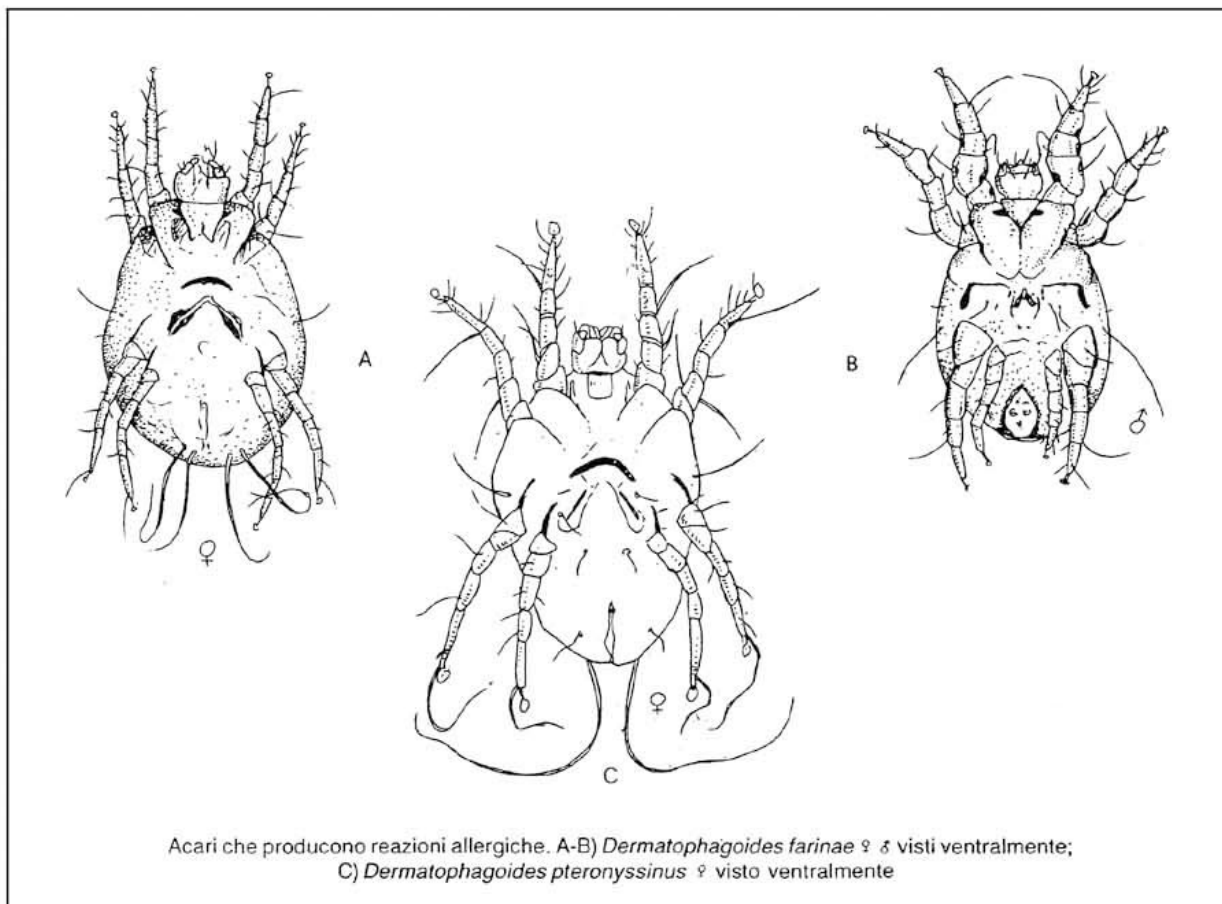 A
B
♂
♀
♀
C
Acari che producono reazioni allergiche. A-B) Dermatophagoides farinae ♀ ♂ visti ventralmente;
C) Dermatophagoides pteronyssinus ♀ visto ventralmente